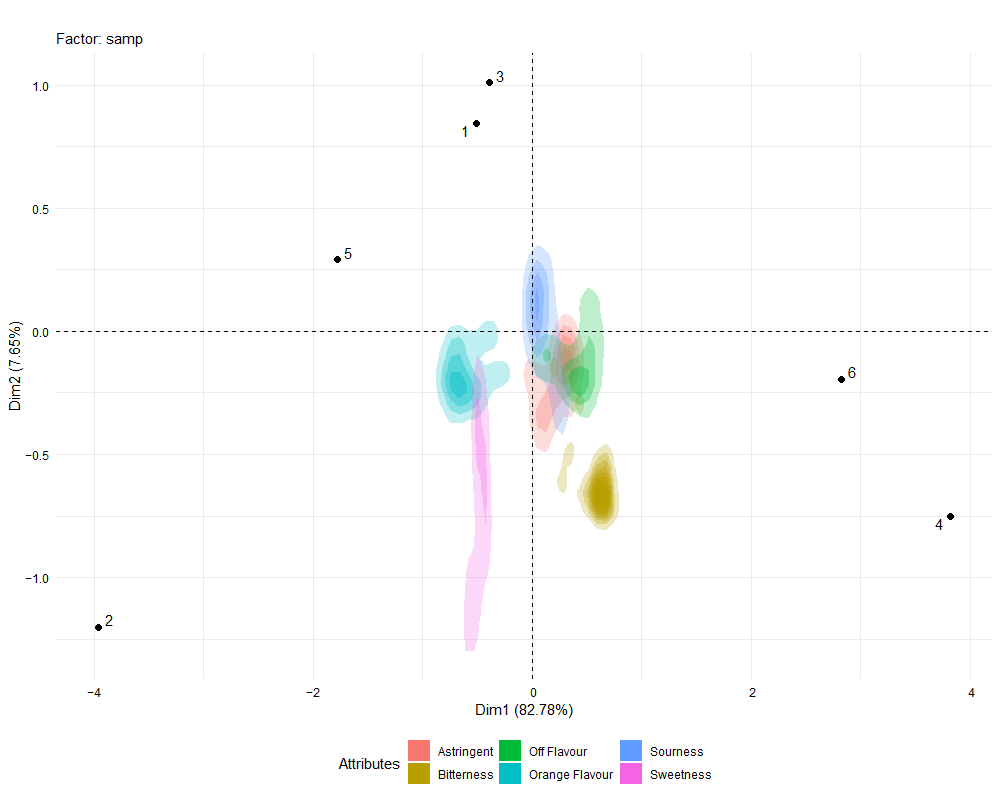 Factor: samp
3
1
5
6
4
2
1.0
0.5
0.0
−0.5
−1.0
Dim2 (7.65%)
−4 −2 0 2 4
Dim1 (82.78%)
Attributes
Astringent Off Flavour Sourness
Bitterness Orange Flavour Sweetness